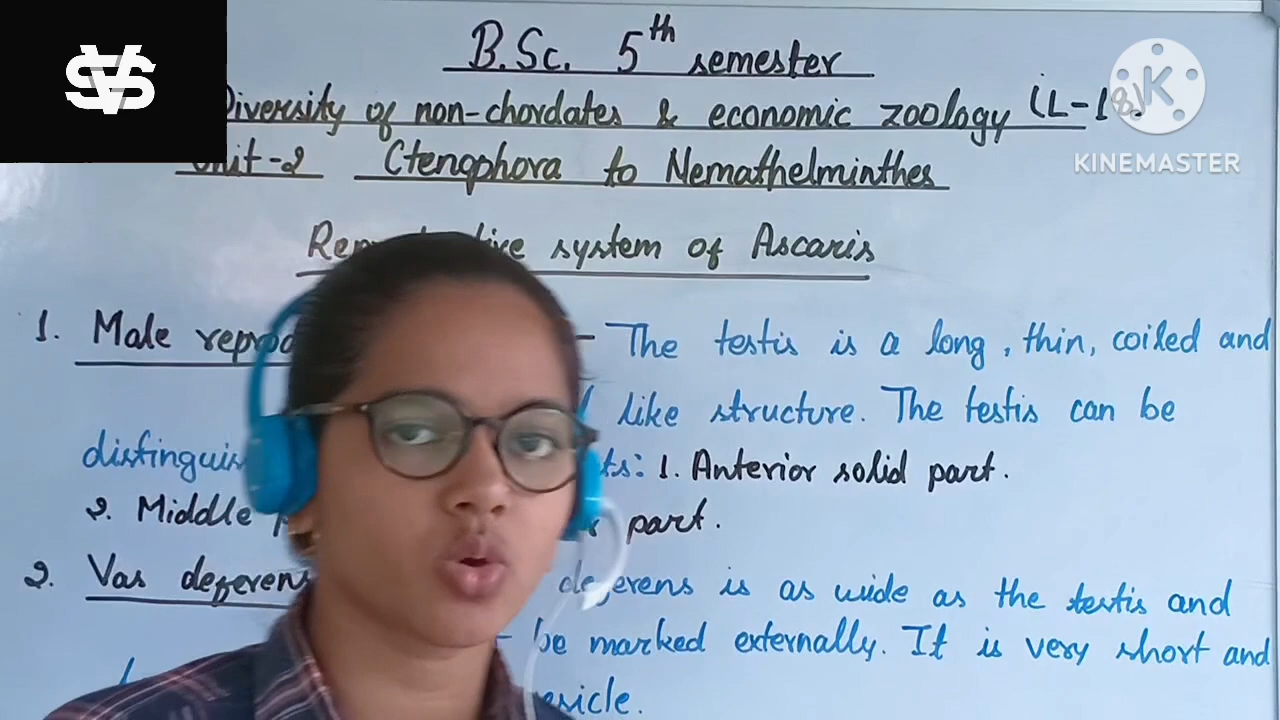 SVS
B.Sc. 5th semester
Diversity of non-chordates & economic zoology (L-18)
K
KINEMASTER
Unit-2 Ctenophora to Nemathelminthes
system of Ascaris
1. Male – The testis is a long, thin, coiled and
like structure. The testis can be
1. Anterior solid part.
2. Middle part.
2. Vas deferens deferens is as wide as the testis and
be marked externally. It is very short and